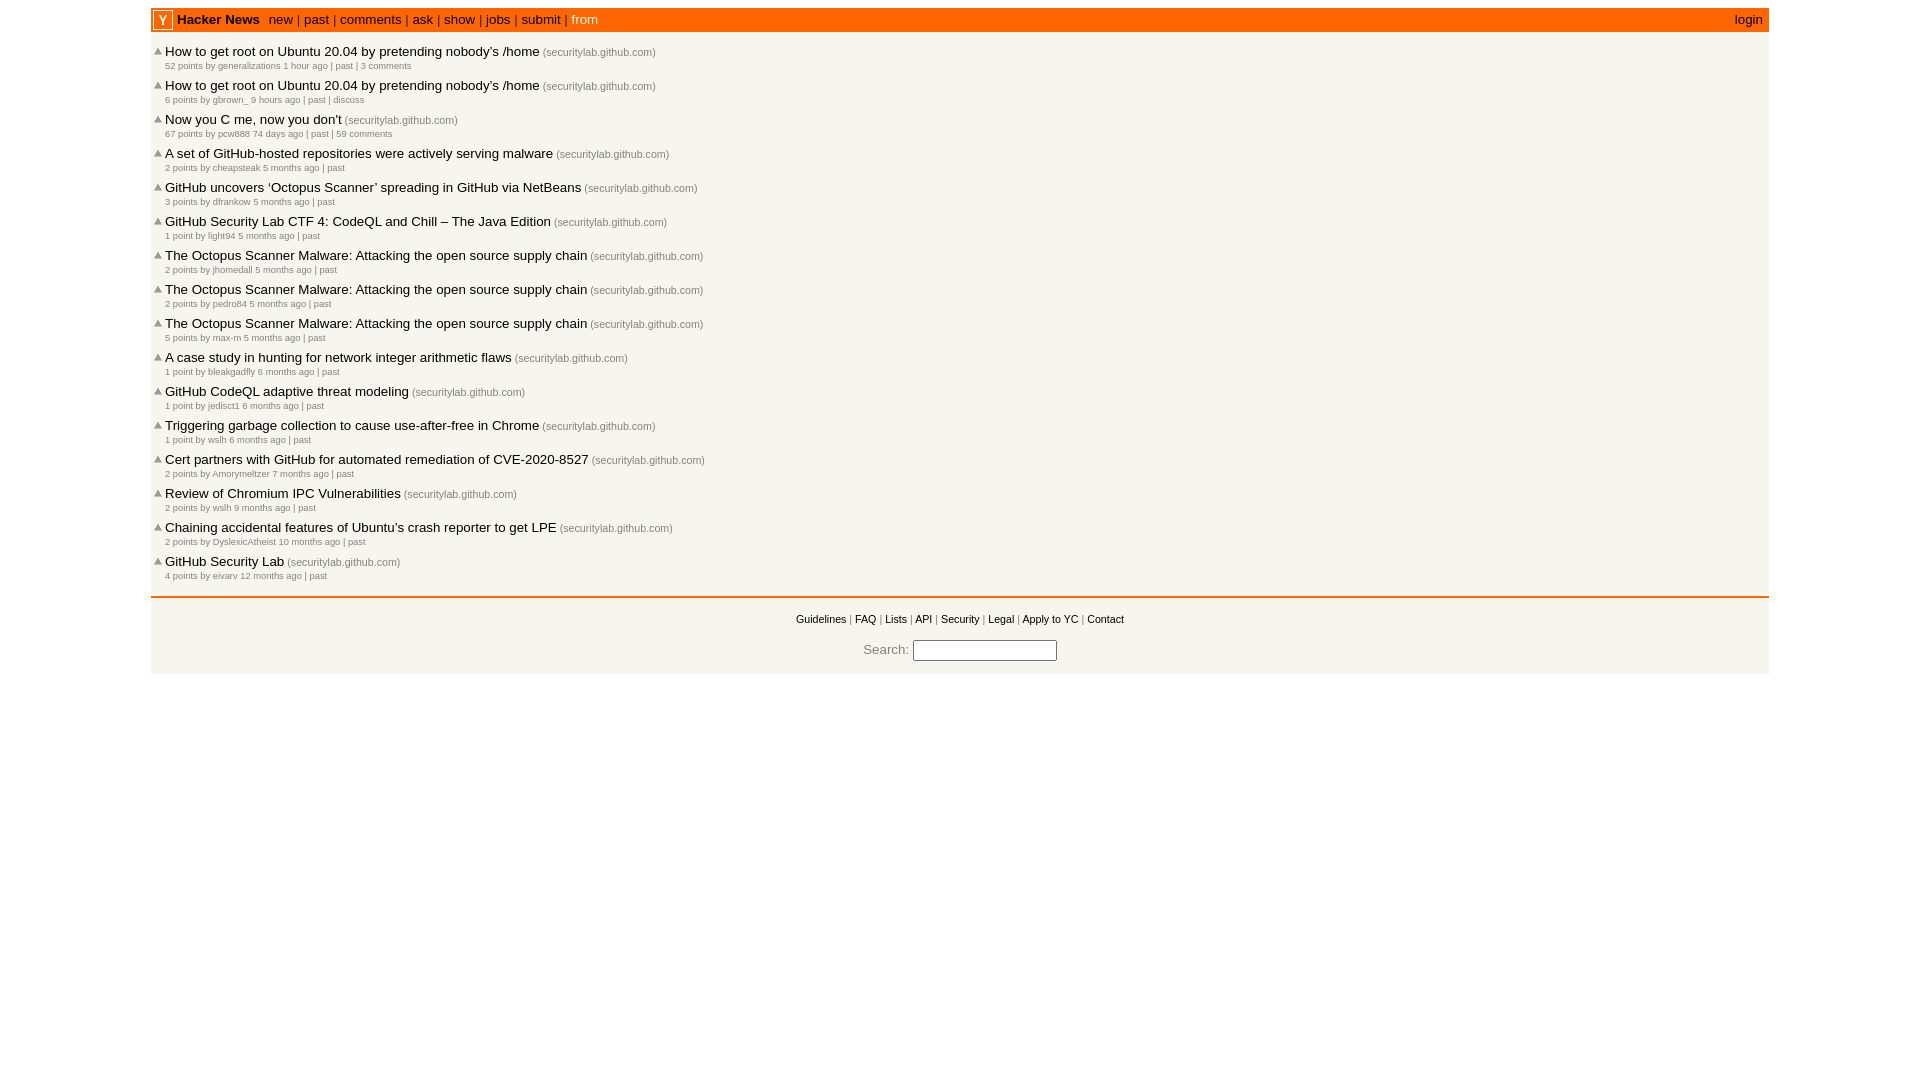 Y Hacker News new | past | comments | ask | show | jobs | submit | from login
How to get root on Ubuntu 20.04 by pretending nobody’s /home (securitylab.github.com)
52 points by generalizations 1 hour ago | past | 3 comments
How to get root on Ubuntu 20.04 by pretending nobody’s /home (securitylab.github.com)
6 points by gbrown_ 9 hours ago | past | discuss
Now you C me, now you don't (securitylab.github.com)
67 points by pcw888 74 days ago | past | 59 comments
A set of GitHub-hosted repositories were actively serving malware (securitylab.github.com)
2 points by cheapsteak 5 months ago | past
GitHub uncovers ‘Octopus Scanner’ spreading in GitHub via NetBeans (securitylab.github.com)
3 points by dfrankow 5 months ago | past
GitHub Security Lab CTF 4: CodeQL and Chill – The Java Edition (securitylab.github.com)
1 point by light94 5 months ago | past
The Octopus Scanner Malware: Attacking the open source supply chain (securitylab.github.com)
2 points by jhomedall 5 months ago | past
The Octopus Scanner Malware: Attacking the open source supply chain (securitylab.github.com)
2 points by pedro84 5 months ago | past
The Octopus Scanner Malware: Attacking the open source supply chain (securitylab.github.com)
5 points by max-m 5 months ago | past
A case study in hunting for network integer arithmetic flaws (securitylab.github.com)
1 point by bleakgadfly 6 months ago | past
GitHub CodeQL adaptive threat modeling (securitylab.github.com)
1 point by jedisct1 6 months ago | past
Triggering garbage collection to cause use-after-free in Chrome (securitylab.github.com)
1 point by wslh 6 months ago | past
Cert partners with GitHub for automated remediation of CVE-2020-8527 (securitylab.github.com)
2 points by Amorymeltzer 7 months ago | past
Review of Chromium IPC Vulnerabilities (securitylab.github.com)
2 points by wslh 9 months ago | past
Chaining accidental features of Ubuntu’s crash reporter to get LPE (securitylab.github.com)
2 points by DyslexicAtheist 10 months ago | past
GitHub Security Lab (securitylab.github.com)
4 points by eivarv 12 months ago | past
Guidelines | FAQ | Lists | API | Security | Legal | Apply to YC | Contact
Search: